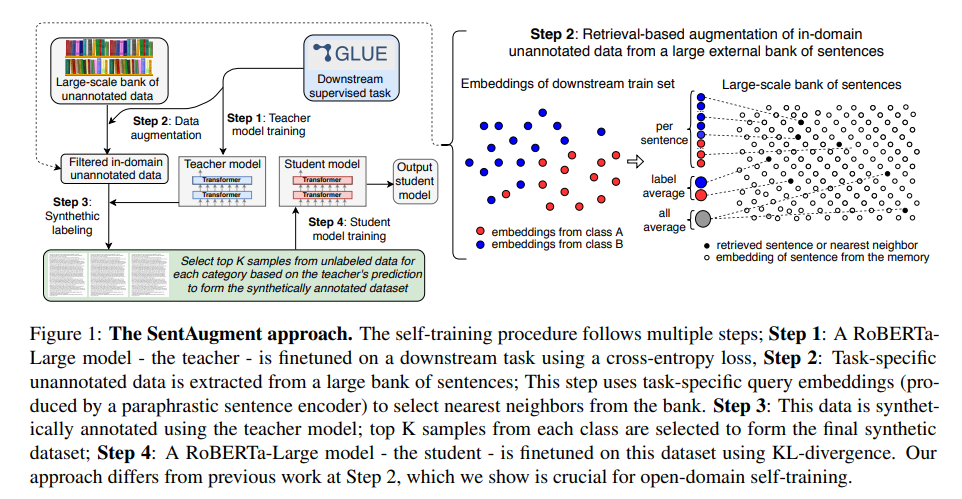 Large-scale bank of
unannotated data
GLUE
Downstream
supervised task
Step 2: Data
augmentation
Step 1: Teacher
model training
Filtered in-domain
unannotated data
Teacher model
Transformer
Transformer
Student model
Transformer
Transformer
Output
student
model
Step 3:
Synthethic
labeling
Step 4: Student
model training
Select top K samples from unlabeled data for
each category based on the teacher's prediction
to form the synthetically annotated dataset
Step 2: Retrieval-based augmentation of in-domain
unannotated data from a large external bank of sentences
Embeddings of downstream train set
embeddings from class A
embeddings from class B
Large-scale bank of sentences
per
sentence
label
average
all
average
retrieved sentence or nearest neighbor
embedding of sentence from the memory
Figure 1: The SentAugment approach. The self-training procedure follows multiple steps; Step 1: A RoBERTa-
Large model - the teacher - is finetuned on a downstream task using a cross-entropy loss, Step 2: Task-specific
unannotated data is extracted from a large bank of sentences; This step uses task-specific query embeddings (pro-
duced by a paraphrastic sentence encoder) to select nearest neighbors from the bank. Step 3: This data is synthet-
ically annotated using the teacher model; top K samples from each class are selected to form the final synthetic
dataset; Step 4: A RoBERTa-Large model - the student - is finetuned on this dataset using KL-divergence. Our
approach differs from previous work at Step 2, which we show is crucial for open-domain self-training.